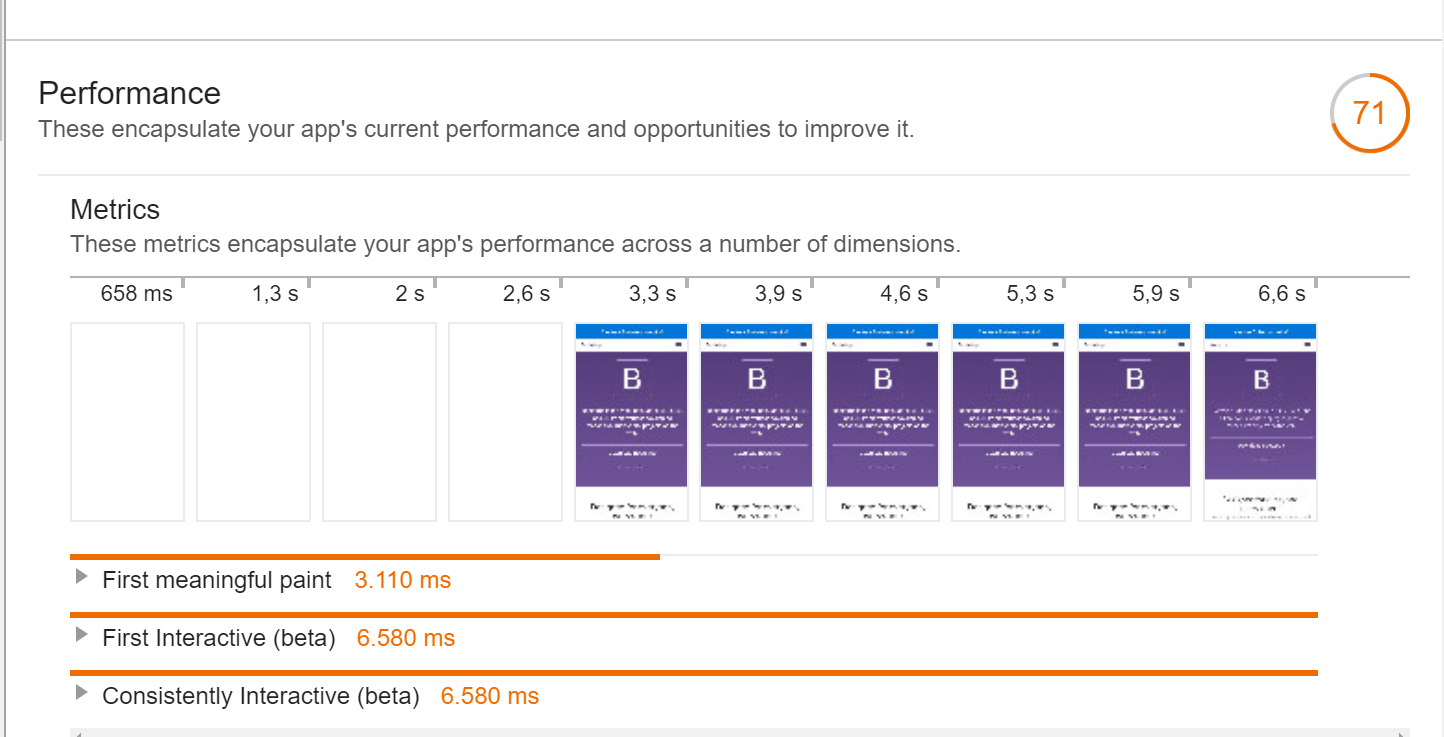 Performance
71
These encapsulate your app's current performance and opportunities to improve it.
Metrics
These metrics encapsulate your app's performance across a number of dimensions.
658 ms 1,3 s 2 s 2,6 s 3,3 s 3,9 s 4,6 s 5,3 s 5,9 s 6,6 s
B B B B B B
First meaningful paint 3.110 ms
First Interactive (beta) 6.580 ms
Consistently Interactive (beta) 6.580 ms